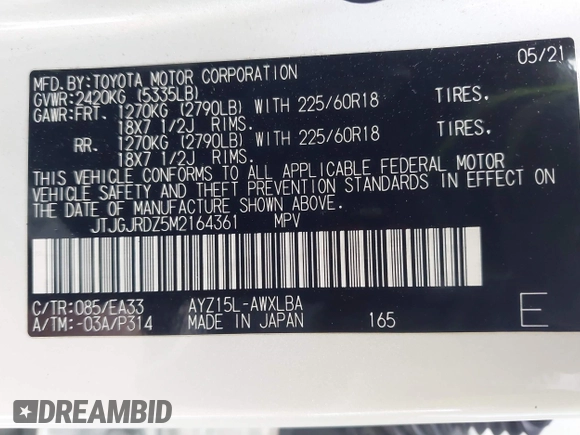 05/21
MFD.BY:TOYOTA MOTOR CORPORATION
GVWR:2420KG (5335LB)
GAWR:FRT. 1270KG (2790LB) WITH 225/60R18 TIRES.
18X7 1/2J RIMS.
RR. 1270KG (2790LB) WITH 225/60R18 TIRES.
18X7 1/2J RIMS.
THIS VEHICLE CONFORMS TO ALL APPLICABLE FEDERAL MOTOR
VEHICLE SAFETY AND THEFT PREVENTION STANDARDS IN EFFECT ON
THE DATE OF MANUFACTURE SHOWN ABOVE.
JTJGJRDZ5M2164361 MPV
C/TR:085/EA33 AYZ15L-AWXLBA
A/TM:-03A/P314 MADE IN JAPAN 165 E
DREAMBID